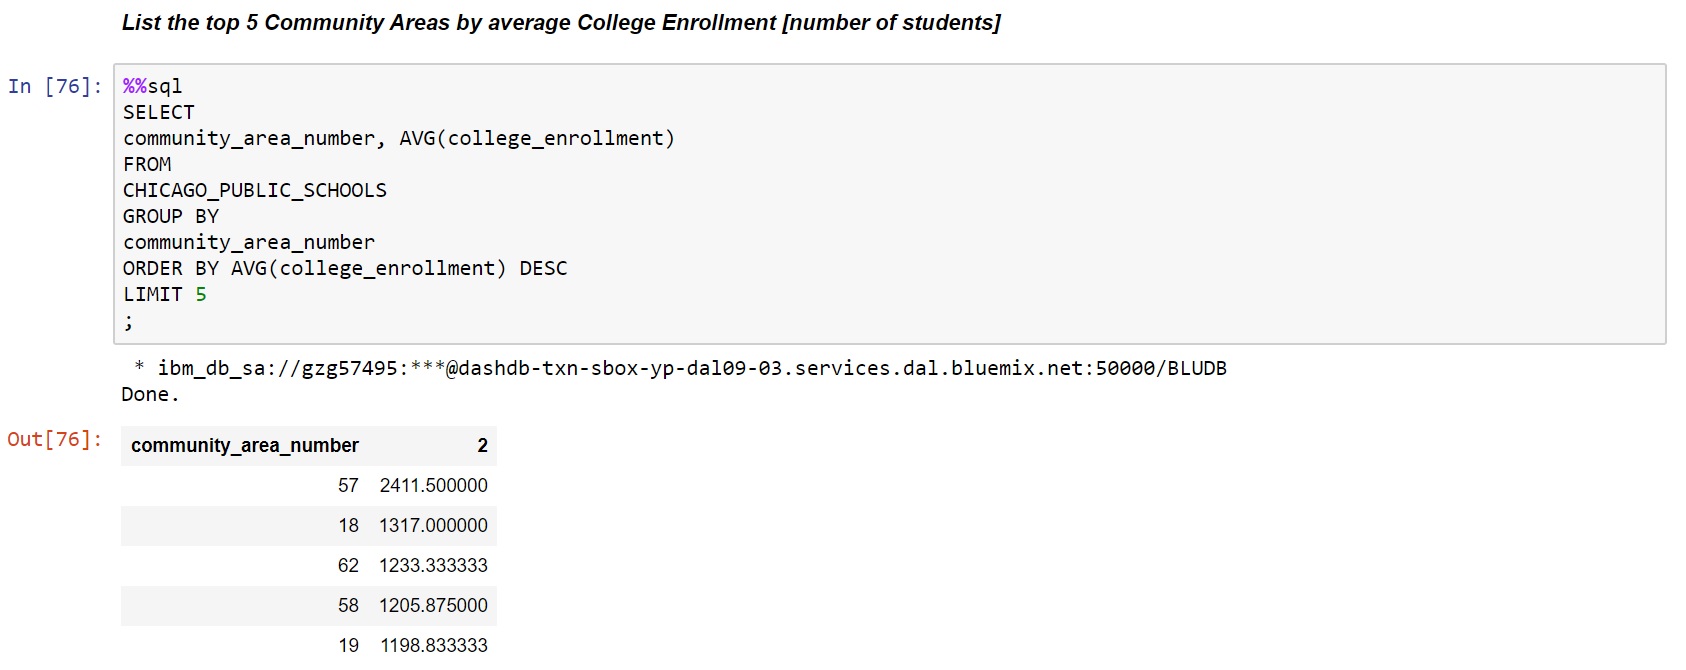 List the top 5 Community Areas by average College Enrollment [number of students]
In [76]:
%%sql
SELECT
community_area_number, AVG(college_enrollment)
FROM
CHICAGO_PUBLIC_SCHOOLS
GROUP BY
community_area_number
ORDER BY AVG(college_enrollment) DESC
LIMIT 5
;
* ibm_db_sa://gzg57495:***@dashdb-txn-sbox-yp-dal09-03.services.dal.bluemix.net:50000/BLUDB
Done.
Out[76]:
community_area_number 2
57 2411.500000
18 1317.000000
62 1233.333333
58 1205.875000
19 1198.833333